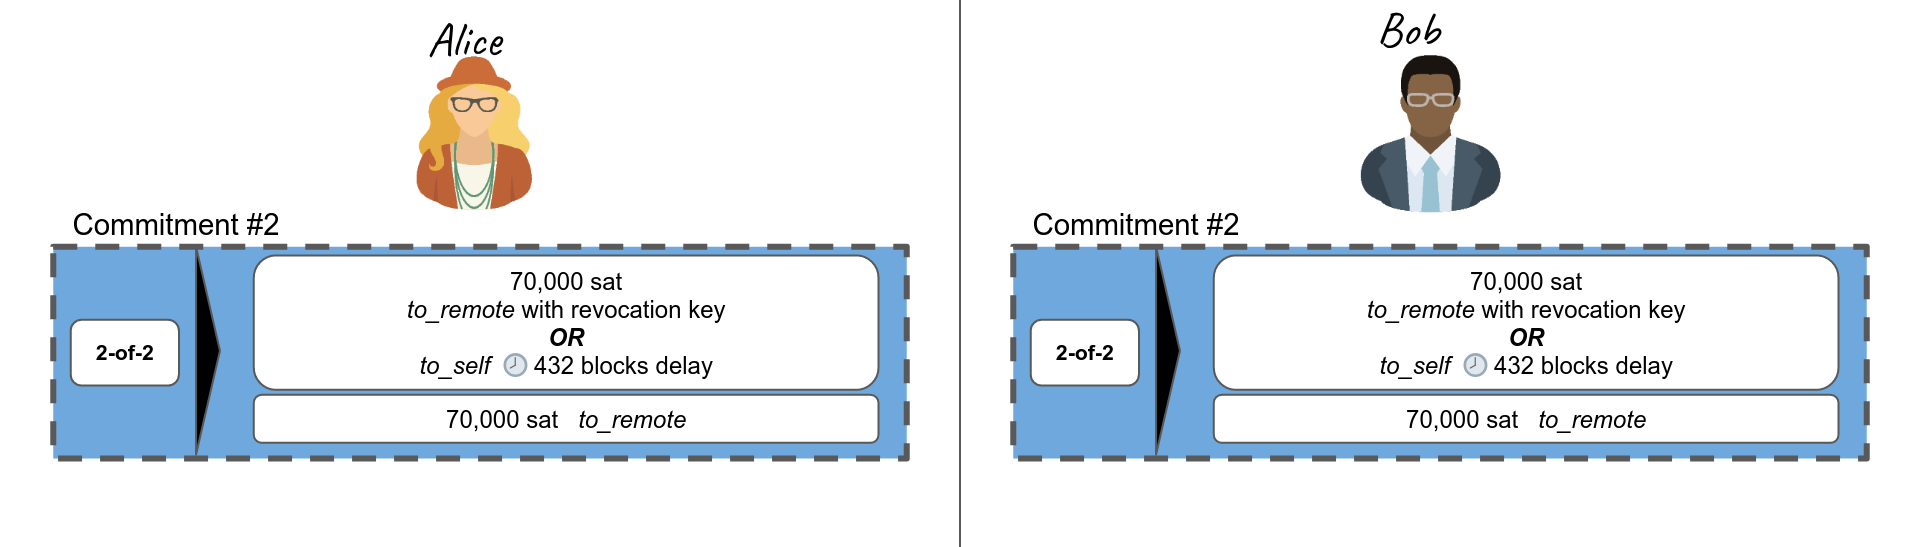 Alice
Commitment #2
2-of-2
70,000 sat
to_remote with revocation key
OR
to_self 432 blocks delay
70,000 sat to_remote
Bob
Commitment #2
2-of-2
70,000 sat
to_remote with revocation key
OR
to_self 432 blocks delay
70,000 sat to_remote